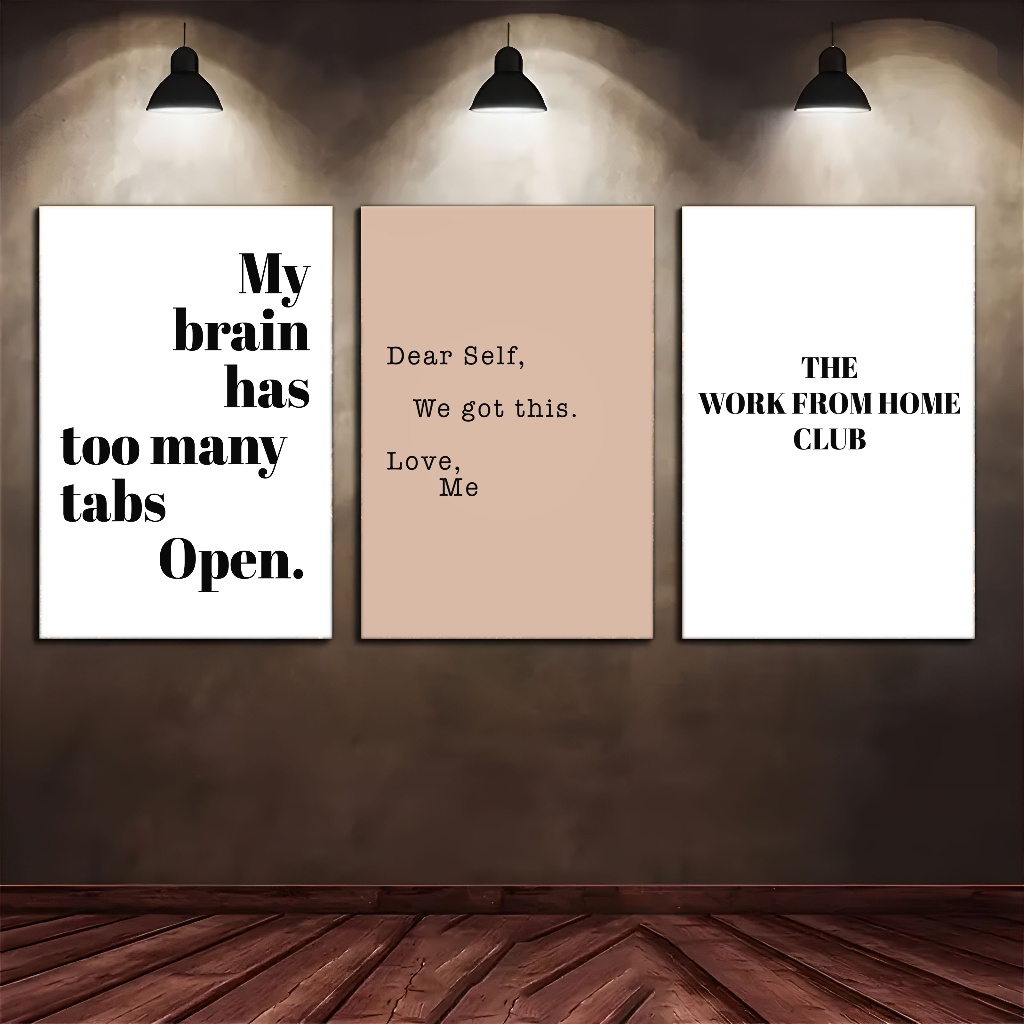 My
brain
has
too many
tabs
Open.
Dear Self,
We got this.
Love,
Me
THE
WORK FROM HOME
CLUB